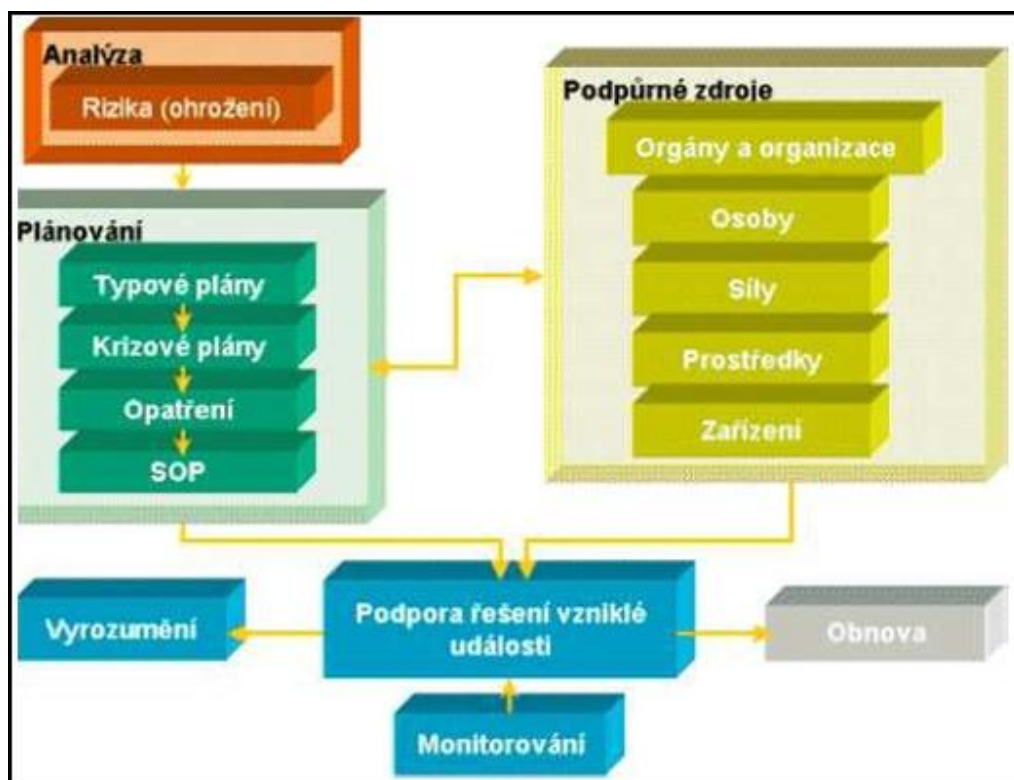 Analýza
Rizika (ohrožení)
Plánování
Typové plány
Krizové plány
Opatření
SOP
Podpůrné zdroje
Orgány a organizace
Osoby
Síly
Prostředky
Zařízení
Vyrozumění
Podpora řešení vzniklé
události
Obnova
Monitorování